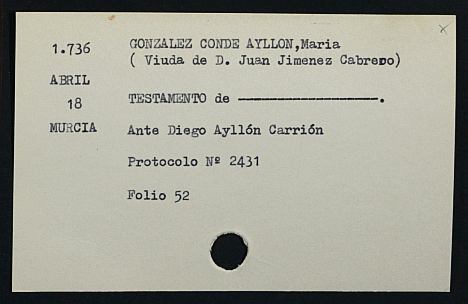 1.736 GONZALEZ CONDE AYLLON,Maria
( Viuda de D. Juan Jimenez Cabrero)
ABRIL
18 TESTAMENTO de ——————————.
MURCIA Ante Diego Ayllón Carrión
Protocolo Nº 2431
Folio 52
x